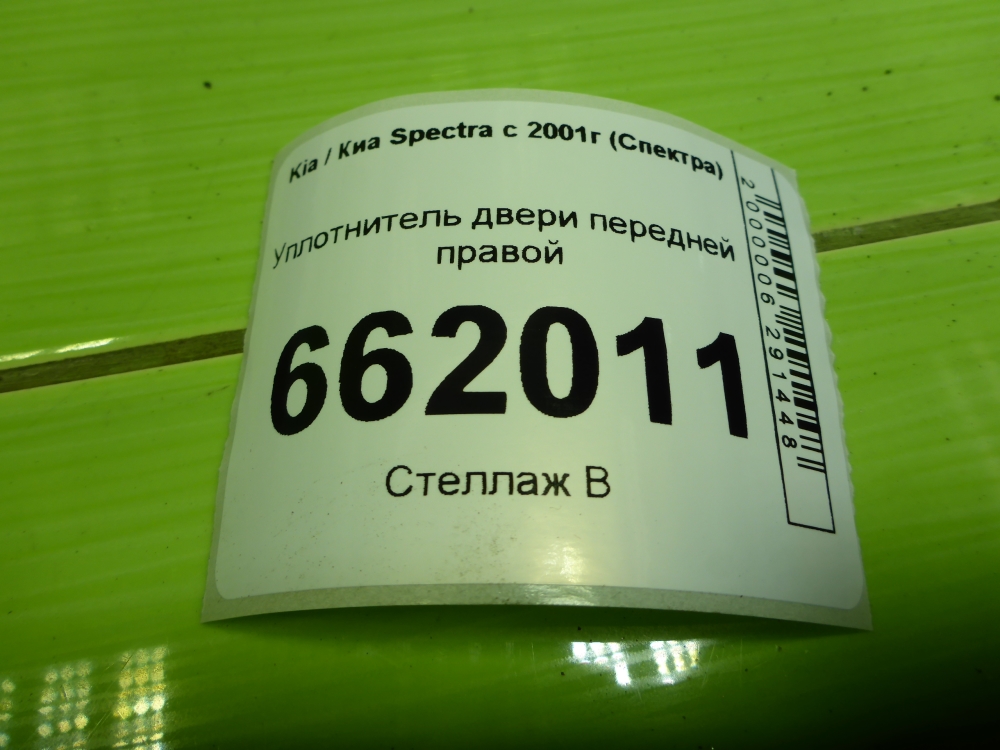 Kia / Киа Spectra с 2001г (Спектра)
Уплотнитель двери передней
правой
662011
Стеллаж В
2000006291448